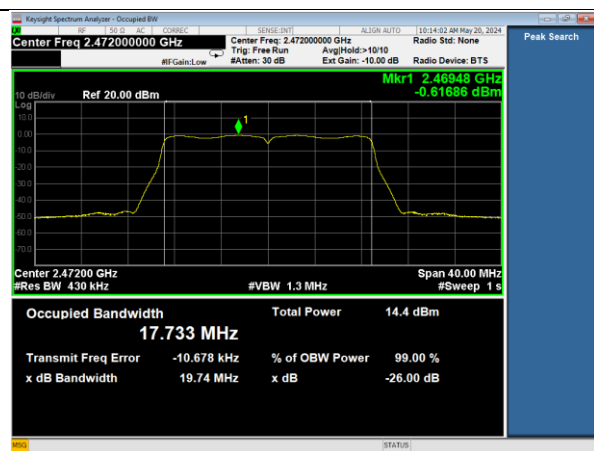 Keysight Spectrum Analyzer - Occupied BW
RF 50 Ω AC CORREC SENSE:INT ALIGN AUTO 10:14:02 AM May 20, 2024
Center Freq 2.472000000 GHz
Center Freq: 2.472000000 GHz Radio Std: None
Trig: Free Run Avg|Hold:>10/10
#IFGain:Low #Atten: 30 dB Ext Gain: -10.00 dB Radio Device: BTS
Peak Search
Mkr1 2.46948 GHz
-0.61686 dBm
10 dB/div Ref 20.00 dBm
Log
10.0
0.00
-10.0
-20.0
-30.0
-40.0
-50.0
-60.0
-70.0
1
Center 2.47200 GHz Span 40.00 MHz
#Res BW 430 kHz #VBW 1.3 MHz #Sweep 1 s
Occupied Bandwidth Total Power 14.4 dBm
17.733 MHz
Transmit Freq Error -10.678 kHz % of OBW Power 99.00 %
x dB Bandwidth 19.74 MHz x dB -26.00 dB
MSG STATUS